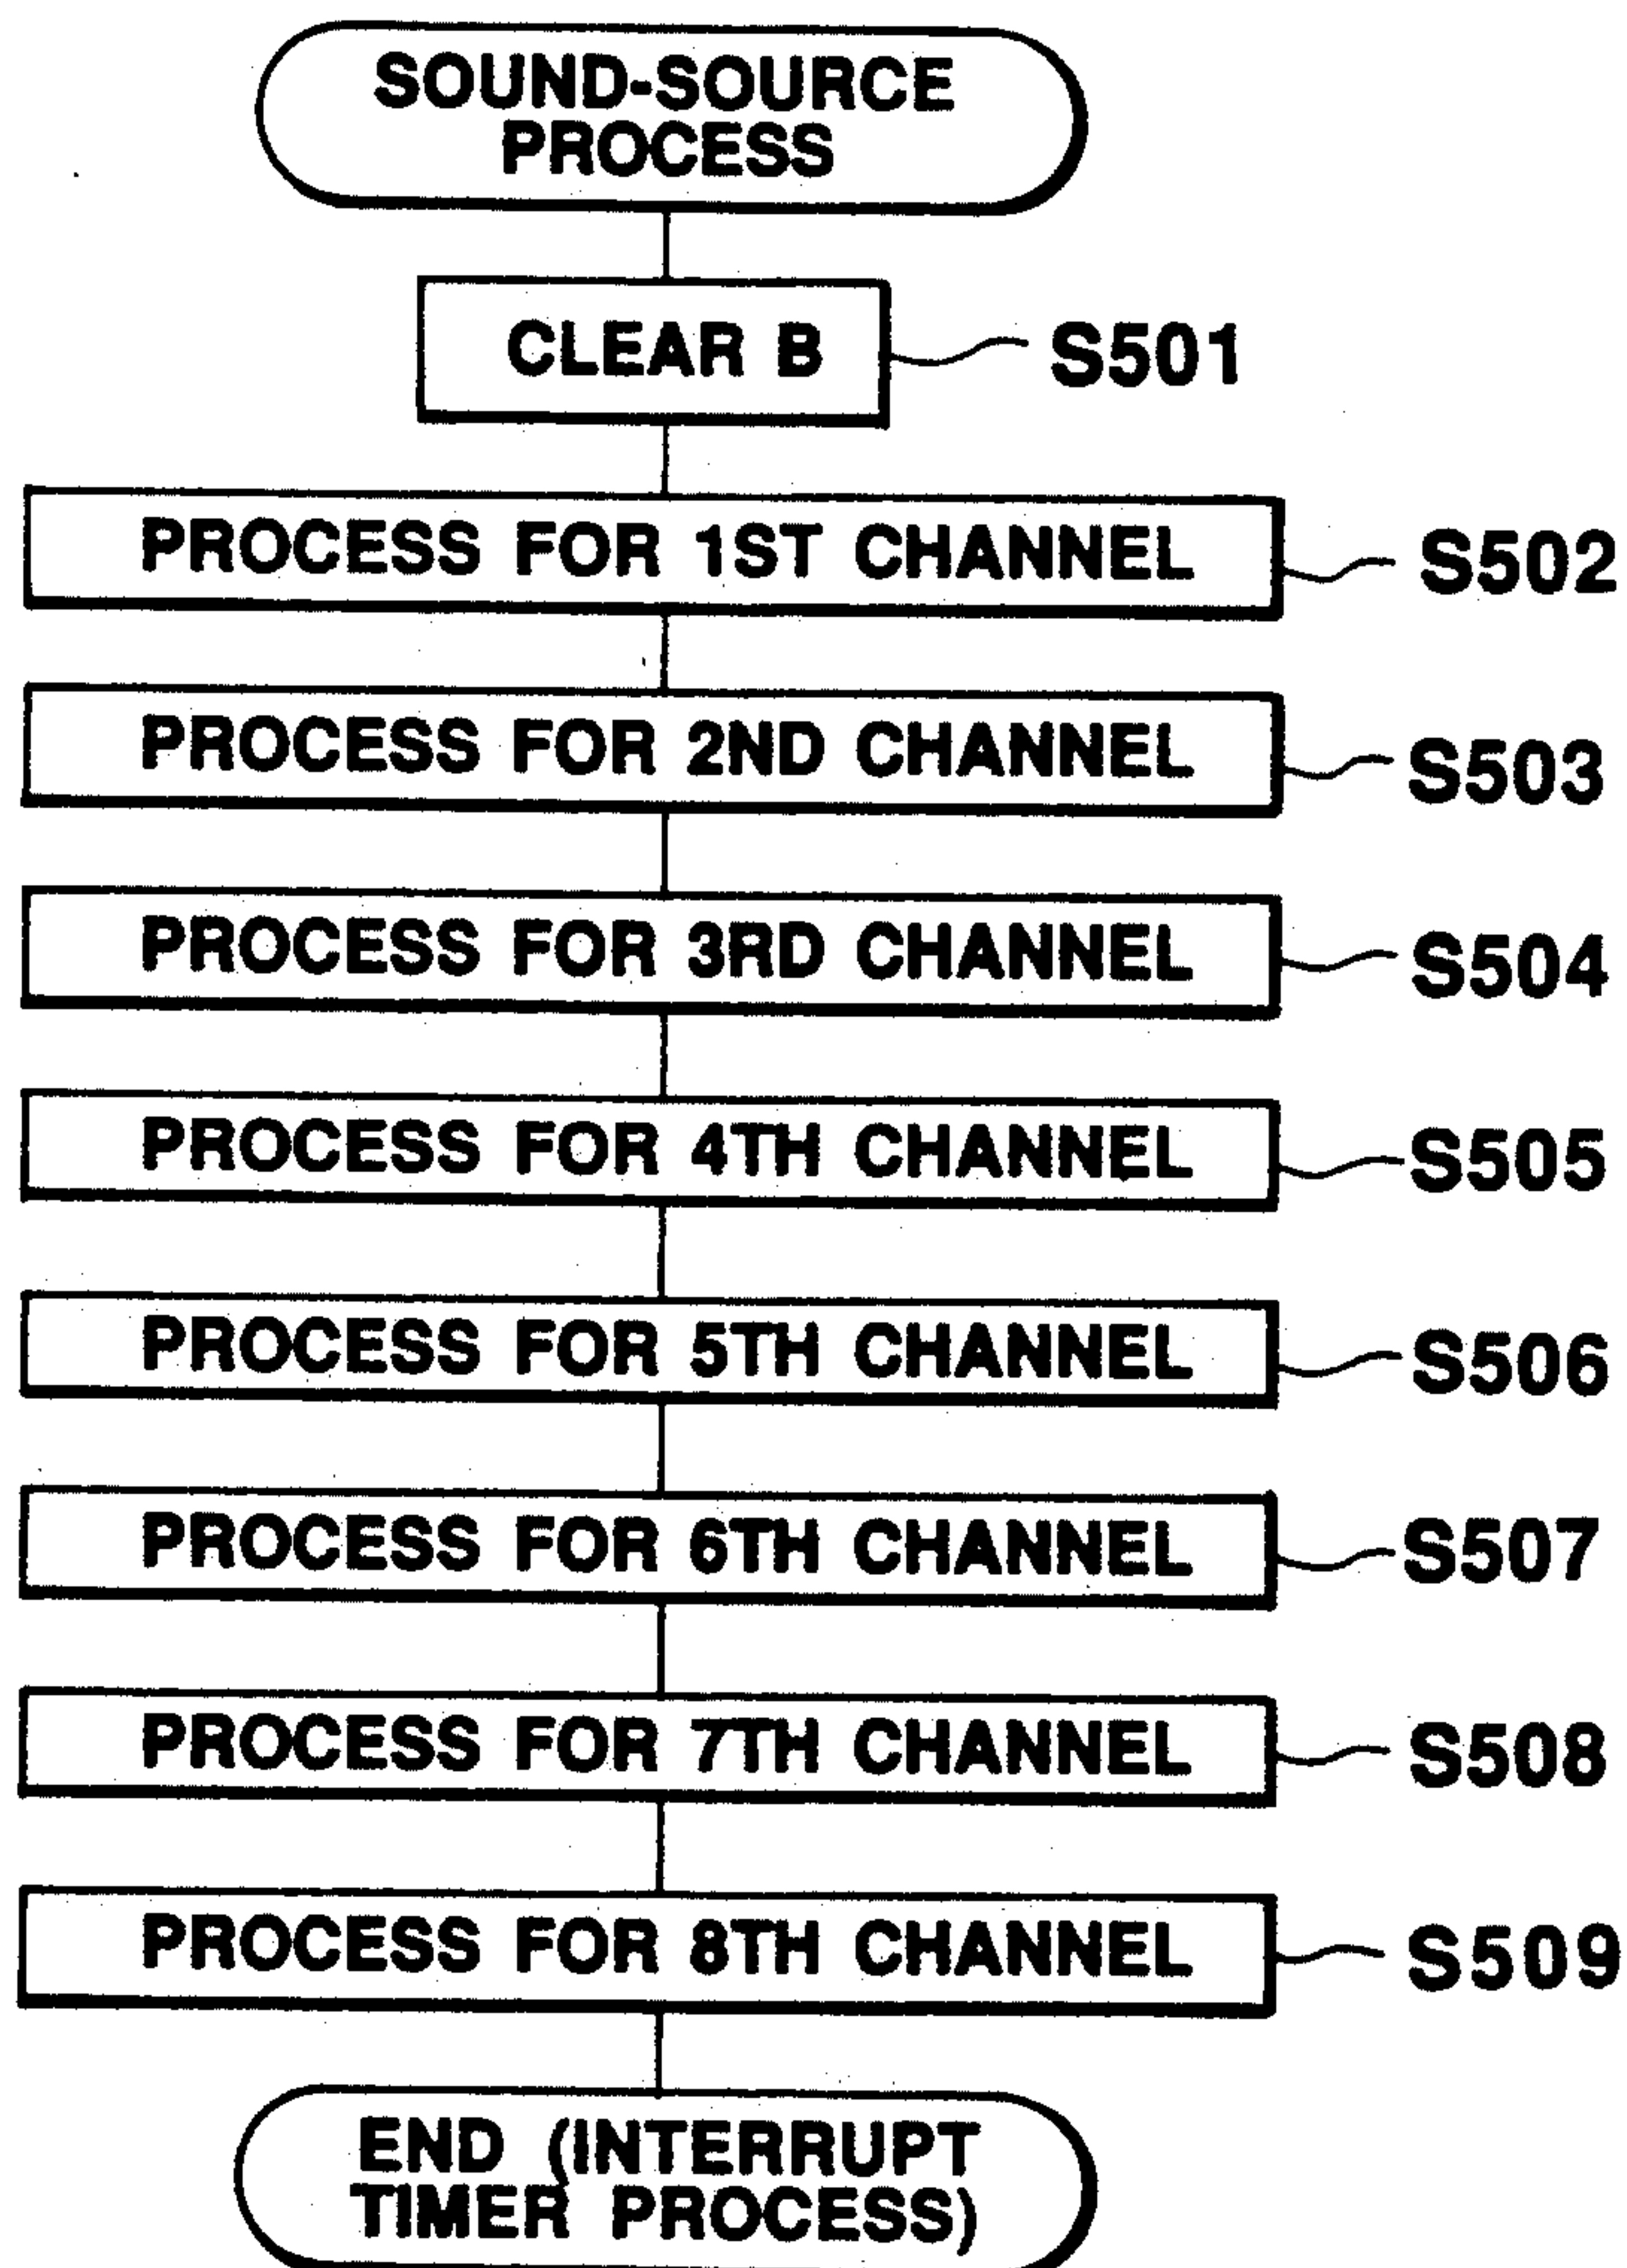 SOUND-SOURCE
PROCESS
CLEAR B
S501
PROCESS FOR 1ST CHANNEL
S502
PROCESS FOR 2ND CHANNEL
S503
PROCESS FOR 3RD CHANNEL
S504
PROCESS FOR 4TH CHANNEL
S505
PROCESS FOR 5TH CHANNEL
S506
PROCESS FOR 6TH CHANNEL
S507
PROCESS FOR 7TH CHANNEL
S508
PROCESS FOR 8TH CHANNEL
S509
END (INTERRUPT
TIMER PROCESS)